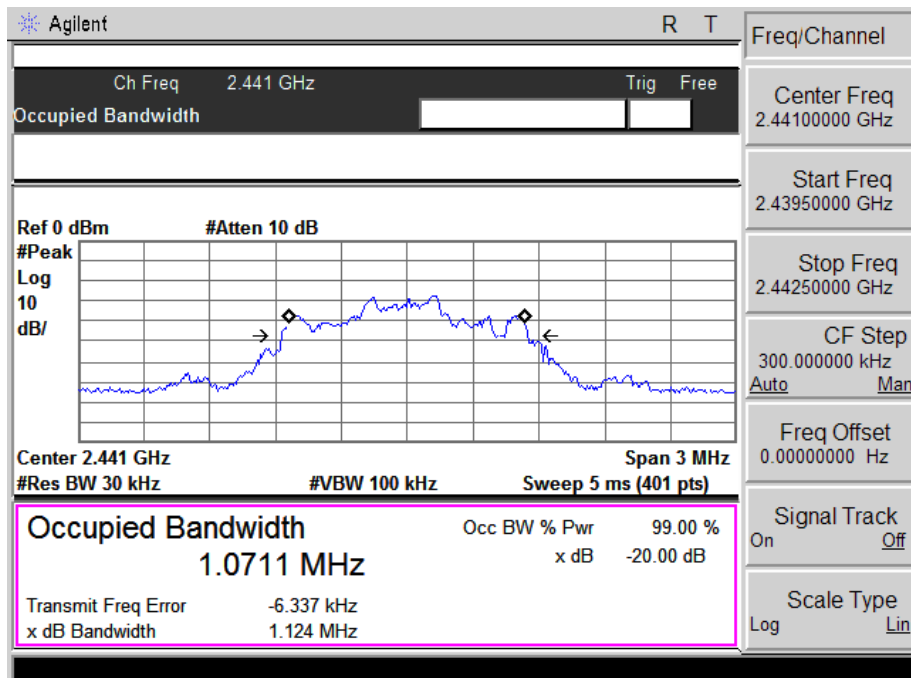 Agilent R T
Ch Freq 2.441 GHz Trig Free
Occupied Bandwidth
Ref 0 dBm #Atten 10 dB
#Peak
Log
10
dB/
Center 2.441 GHz Span 3 MHz
#Res BW 30 kHz #VBW 100 kHz Sweep 5 ms (401 pts)
Occupied Bandwidth Occ BW % Pwr 99.00 %
1.0711 MHz x dB -20.00 dB
Transmit Freq Error -6.337 kHz
x dB Bandwidth 1.124 MHz
Freq/Channel
Center Freq
2.44100000 GHz
Start Freq
2.43950000 GHz
Stop Freq
2.44250000 GHz
CF Step
300.000000 kHz
Auto Man
Freq Offset
0.00000000 Hz
Signal Track
On Off
Scale Type
Log Lin